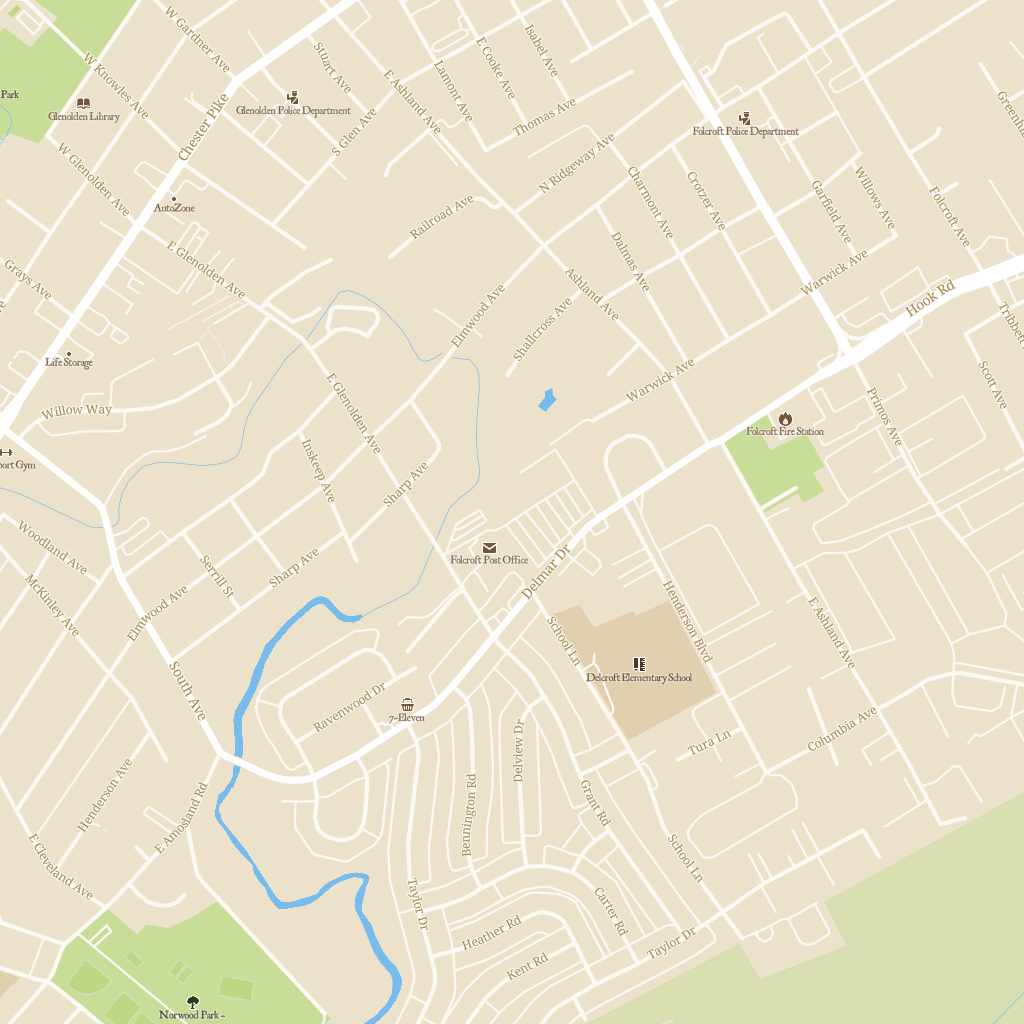 W Gardner Ave
Stuart Ave
E Ashland Ave
Lamont Ave
E Cooke Ave
Isabel Ave
W Knowles Ave
Park
Glenolden Library
Chester Pike
Glenolden Police Department
S Glen Ave
Thomas Ave
Folcroft Police Department
Greenh
W Glenolden Ave
AutoZone
N Ridgeway Ave
Charmont Ave
Crotzer Ave
Garfield Ave
Willows Ave
Folcroft Ave
Railroad Ave
Dalmas Ave
E Glenolden Ave
Grays Ave
Ashland Ave
Warwick Ave
Hook Rd
Elmwood Ave
Shallcross Ave
Tribbett
Life Storage
Warwick Ave
Scott Ave
Willow Way
E Glenolden Ave
Primos Ave
Folcroft Fire Station
port Gym
Inskeep Ave
Sharp Ave
Woodland Ave
Folcroft Post Office
Sharp Ave
Serrill St
Delmar Dr
McKinley Ave
Elmwood Ave
Henderson Blvd
E Ashland Ave
School Ln
Delcroft Elementary School
South Ave
Ravenwood Dr
7-Eleven
Columbia Ave
Tura Ln
Delview Dr
Henderson Ave
E Amosland Rd
Bennington Rd
Grant Rd
E Cleveland Ave
School Ln
Taylor Dr
Heather Rd
Carter Rd
Taylor Dr
Kent Rd
Norwood Park -